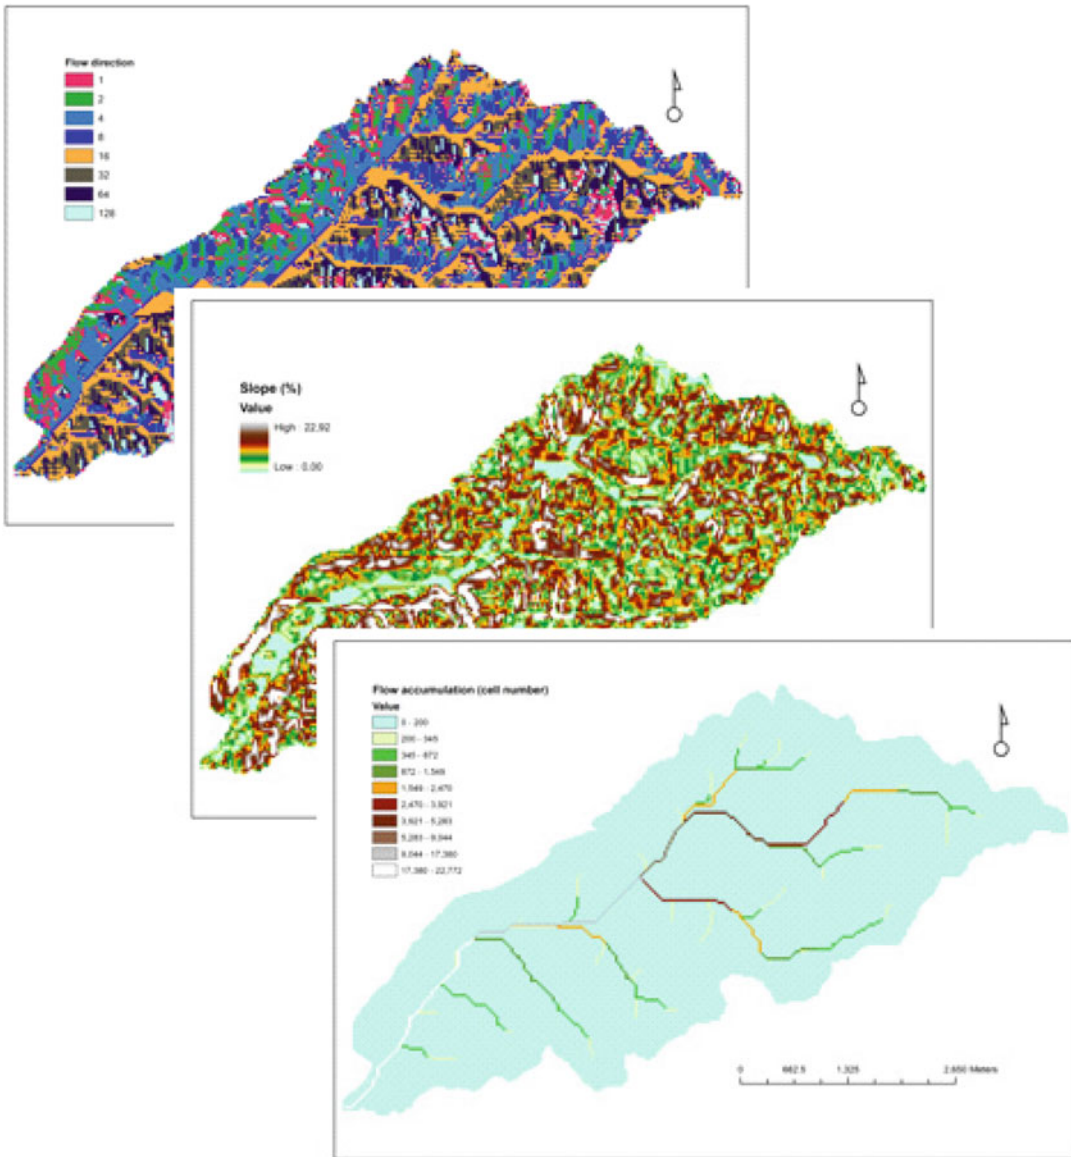 Flow direction
1
2
4
8
16
32
64
128
Slope (%)
Value
High : 22,92
Low : 0,00
Flow accumulation (cell number)
Value
0 - 200
200 - 345
345 - 872
872 - 1,549
1,549 - 2,470
2,470 - 3,921
3,921 - 5,283
5,283 - 9,044
9,044 - 17,380
17,380 - 22,772
0 662.5 1,325 2,650 Meters